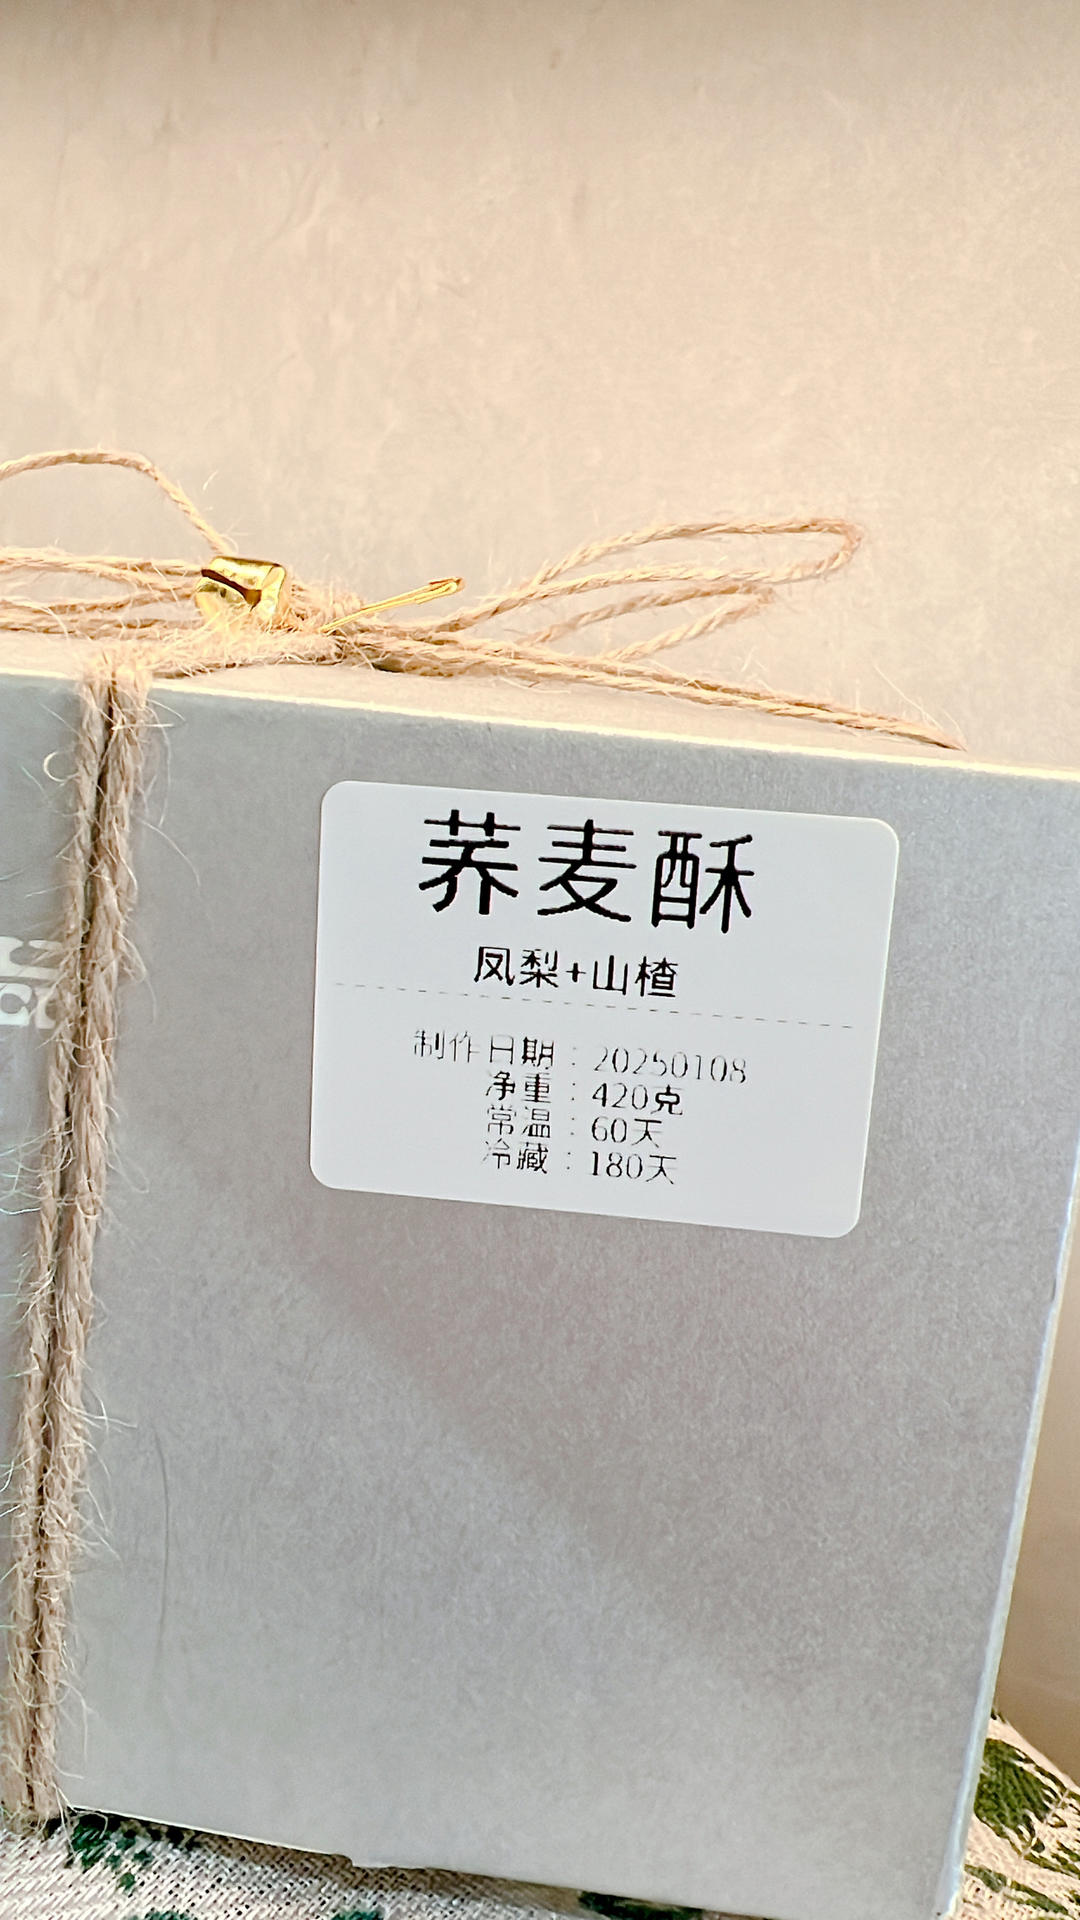 荞麦酥
凤梨+山楂
制作日期：20250108
净重：420克
常温：60天
冷藏：180天